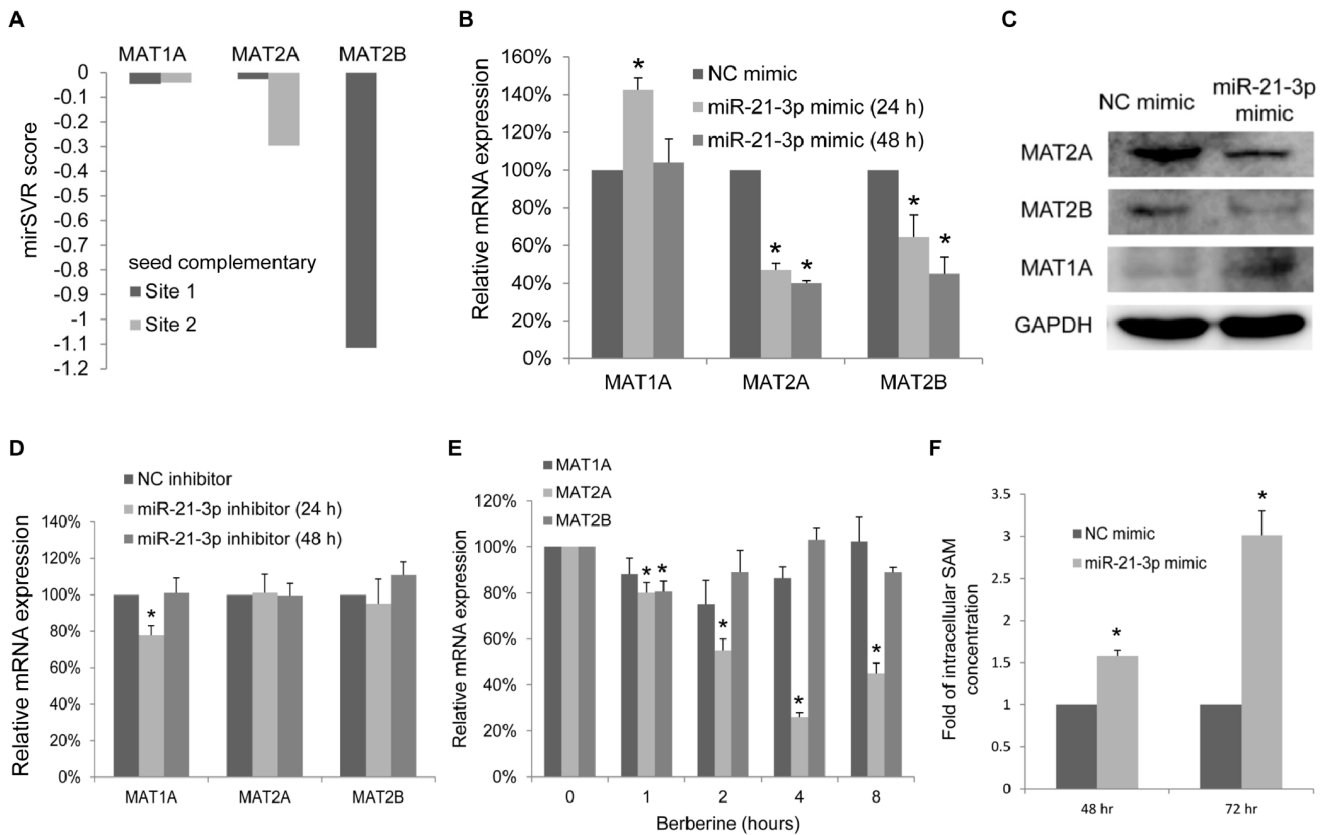 A
MAT1A MAT2A MAT2B
0
-0.1
-0.2
-0.3
-0.4
-0.5
-0.6
-0.7
-0.8
-0.9
-1
-1.1
-1.2
mirSVR score
seed complementary
Site 1
Site 2
B
160%
140%
120%
100%
80%
60%
40%
20%
0%
Relative mRNA expression
NC mimic
miR-21-3p mimic (24 h)
miR-21-3p mimic (48 h)
*
* *
* *
MAT1A MAT2A MAT2B
C
NC mimic
miR-21-3p
mimic
MAT2A
MAT2B
MAT1A
GAPDH
D
NC inhibitor
miR-21-3p inhibitor (24 h)
miR-21-3p inhibitor (48 h)
140%
120%
100%
80%
60%
40%
20%
0%
Relative mRNA expression
*
MAT1A MAT2A MAT2B
E
MAT1A
MAT2A
MAT2B
120%
100%
80%
60%
40%
20%
0%
Relative mRNA expression
* *
*
*
*
0 1 2 4 8
Berberine (hours)
F
3.5
3
2.5
2
1.5
1
0.5
0
Fold of intracellular SAM
concentration
NC mimic
miR-21-3p mimic
*
*
48 hr 72 hr